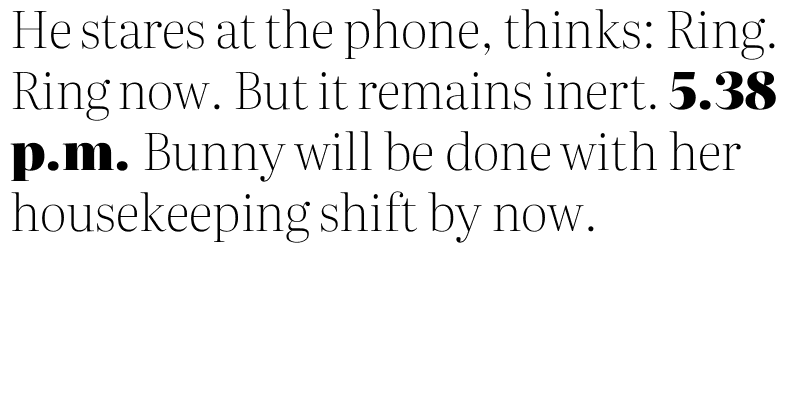 He stares at the phone, thinks: Ring.
Ring now. But it remains inert. 5.38
p.m. Bunny will be done with her
housekeeping shift by now.